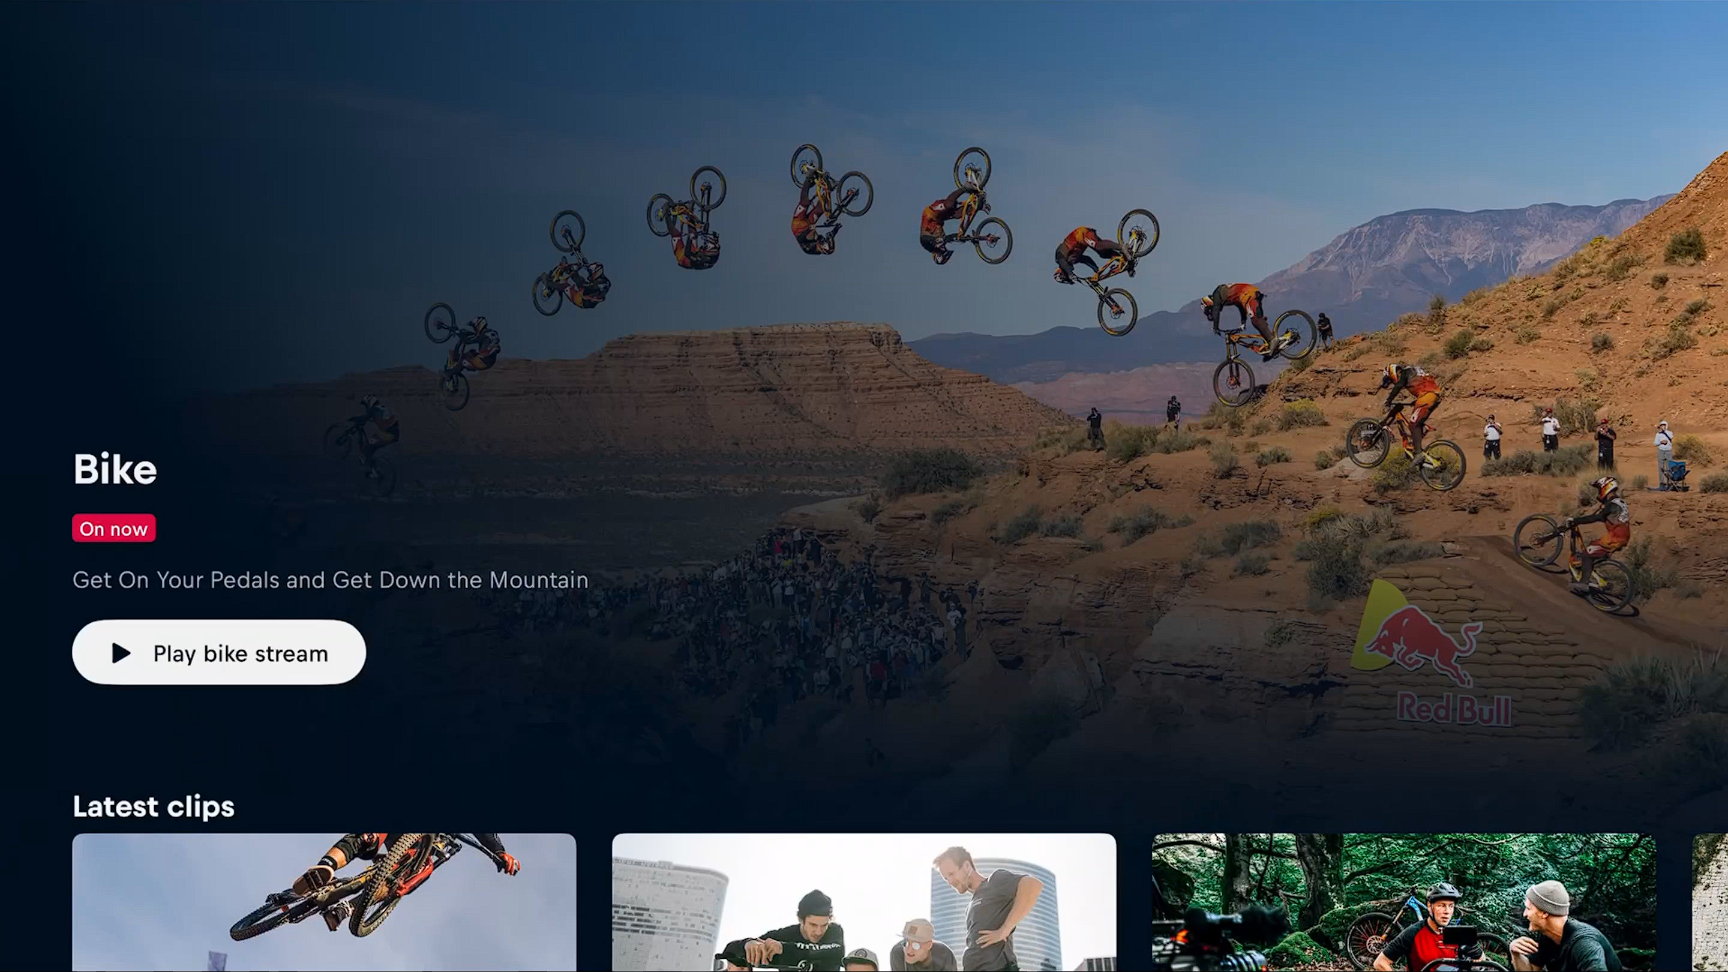 Bike
On now
Get On Your Pedals and Get Down the Mountain
Play bike stream
Red Bull
Latest clips